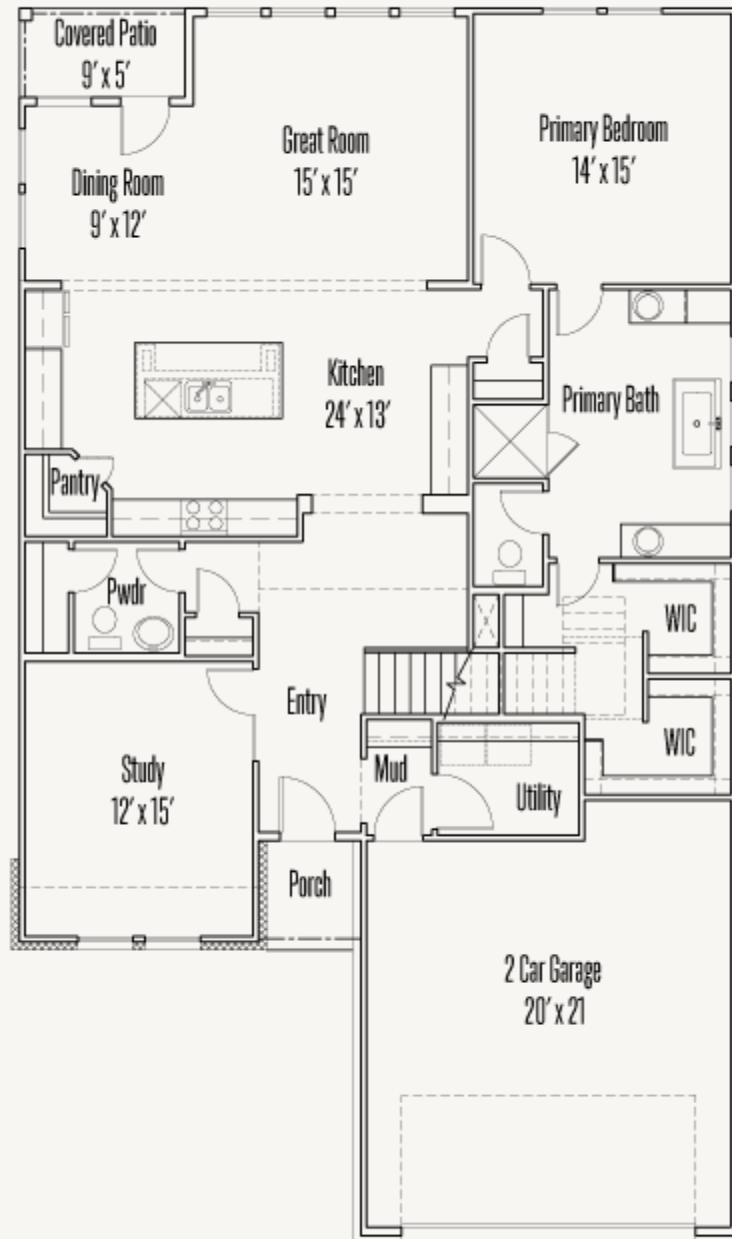 Covered Patio
9′ x 5′
Great Room
15′ x 15′
Primary Bedroom
14′ x 15′
Dining Room
9′ x 12′
Kitchen
24′ x 13′
Primary Bath
Pantry
Pwdr
WIC
Entry
WIC
Mud
Utility
Study
12′ x 15′
Porch
2 Car Garage
20′ x 21